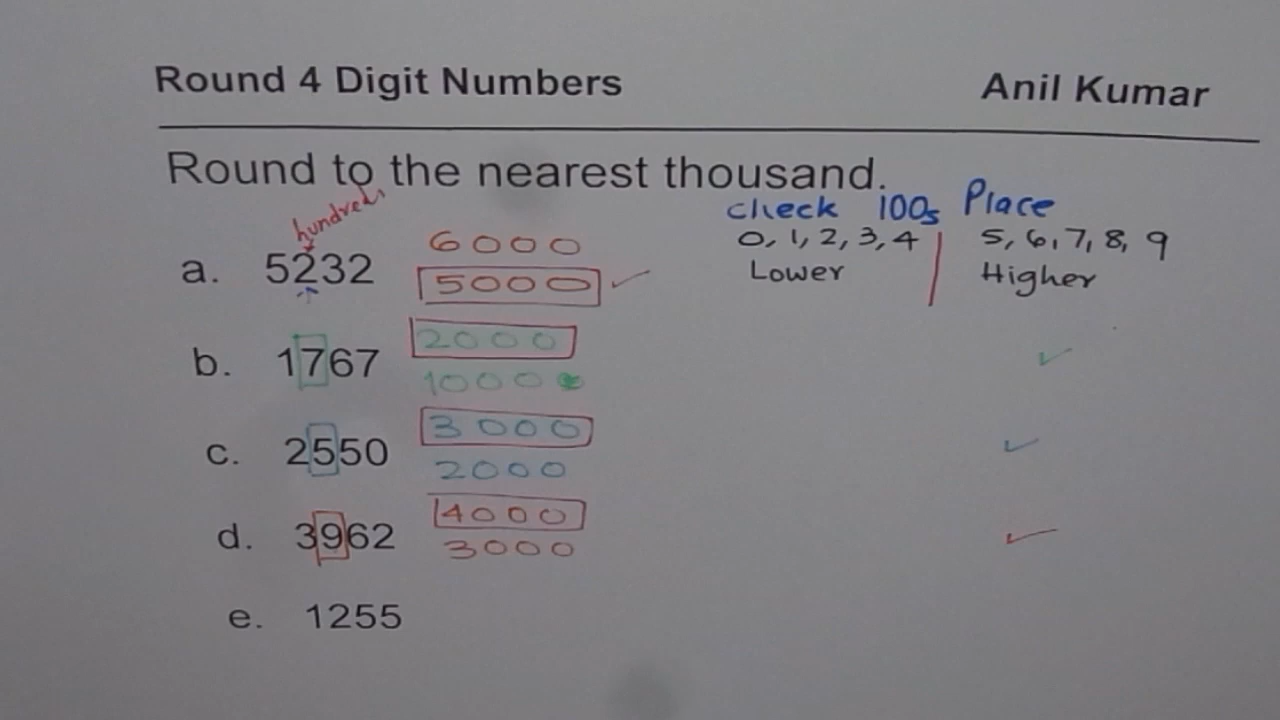 Round 4 Digit Numbers Anil Kumar
Round to the nearest thousand.
hundreds
check 100s Place
6000 0, 1, 2, 3, 4 | 5, 6, 7, 8, 9
a. 5232 5000 ✓ Lower Higher
b. 1767 2000 ✓
1000
c. 2550 3000 ✓
2000
d. 3962 4000 ✓
3000
e. 1255